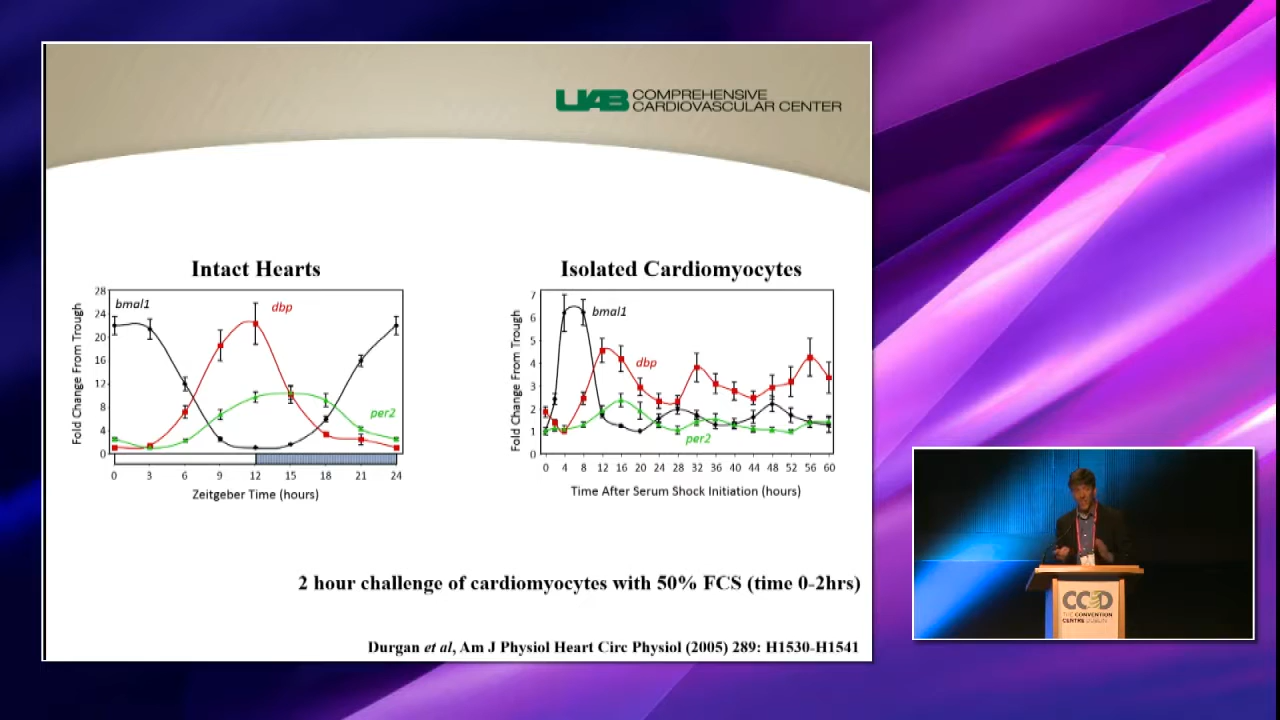 UAB COMPREHENSIVE
CARDIOVASCULAR CENTER
Intact Hearts
28
24
20
16
12
8
4
0
Fold Change From Trough
bmal1
dbp
per2
0 3 6 9 12 15 18 21 24
Zeitgeber Time (hours)
Isolated Cardiomyocytes
7
6
5
4
3
2
1
0
Fold Change From Trough
bmal1
dbp
per2
0 4 8 12 16 20 24 28 32 36 40 44 48 52 56 60
Time After Serum Shock Initiation (hours)
2 hour challenge of cardiomyocytes with 50% FCS (time 0-2hrs)
Durgan et al, Am J Physiol Heart Circ Physiol (2005) 289: H1530-H1541
CCD
THE CONVENTION
CENTRE DUBLIN